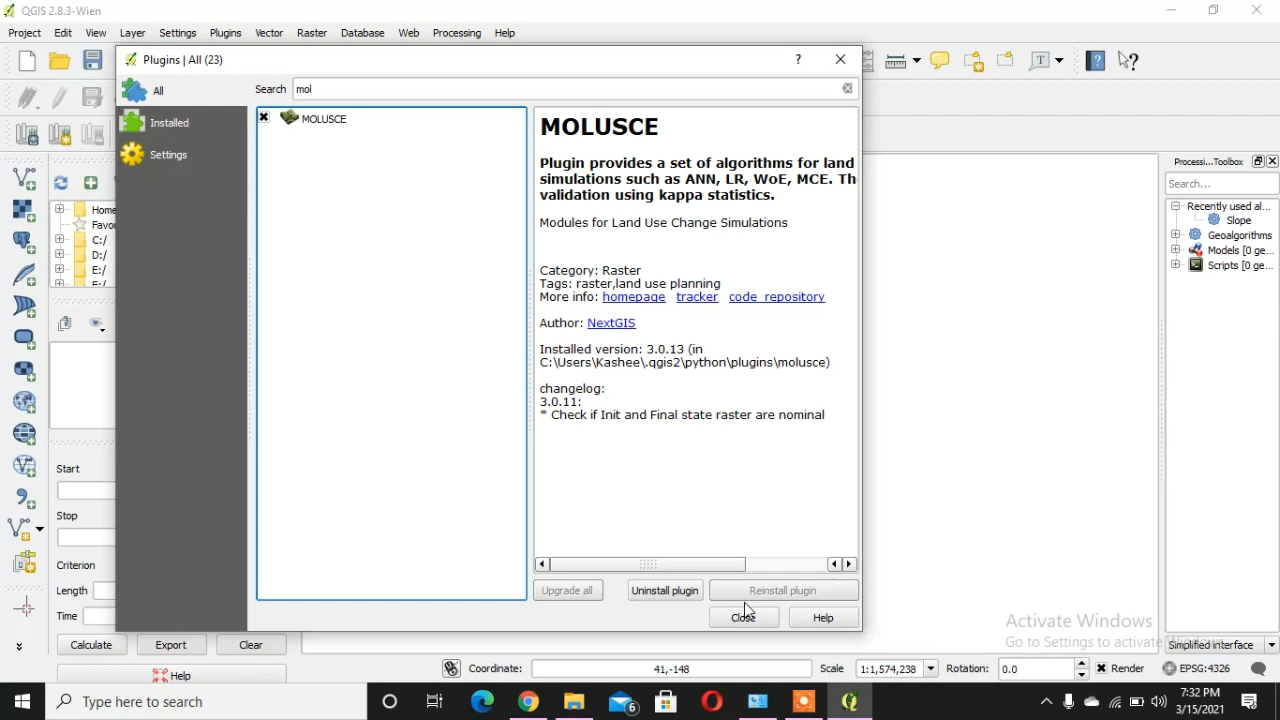 QGIS 2.8.3-Wien
Project Edit View Layer Settings Plugins Vector Raster Database Web Processing Help
Plugins | All (23)
?
All
Search mol
Installed
Settings
MOLUSCE
MOLUSCE
Plugin provides a set of algorithms for land
simulations such as ANN, LR, WoE, MCE. Th
validation using kappa statistics.
Modules for Land Use Change Simulations
Category: Raster
Tags: raster,land use planning
More info: homepage tracker code repository
Author: NextGIS
Installed version: 3.0.13 (in
C:\Users\Kashee\.qgis2\python\plugins\molusce)
changelog:
3.0.11:
* Check if Init and Final state raster are nominal
Upgrade all
Uninstall plugin
Reinstall plugin
Close
Help
Home
Favou
C:/
D:/
E:/
F:/
Start
Stop
Criterion
Length
Time
Calculate
Export
Clear
Help
Processi...Toolbox
Search...
Recently used al...
Slope
Geoalgorithms
Models [0 ge...
Scripts [0 ge...
Activate Windows
Go to Settings to activate Windows.
Simplified interface
Coordinate: 41,-148
Scale 1:1,574,238
Rotation: 0.0
Render
EPSG:4326
Type here to search
6
7:32 PM
3/15/2021